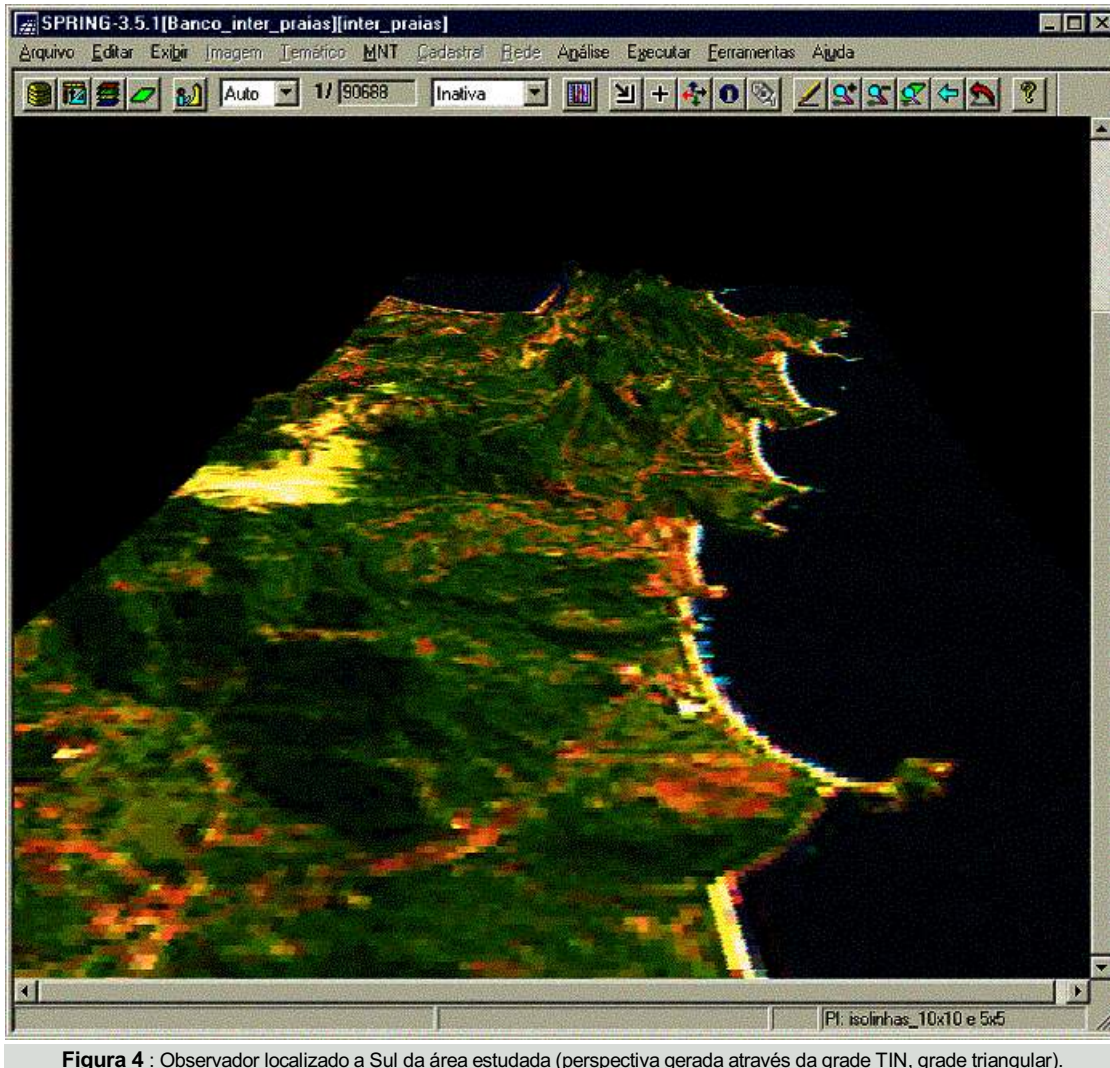 SPRING-3.5.1[Banco_inter_praias][inter_praias]
Arquivo Editar Exibir Imagem Temático MNT Cadastral Rede Análise Executar Ferramentas Ajuda
Auto 1/ 90688 Inativa
PI: isolinhas_10x10 e 5x5
Figura 4 : Observador localizado a Sul da área estudada (perspectiva gerada através da grade TIN, grade triangular).